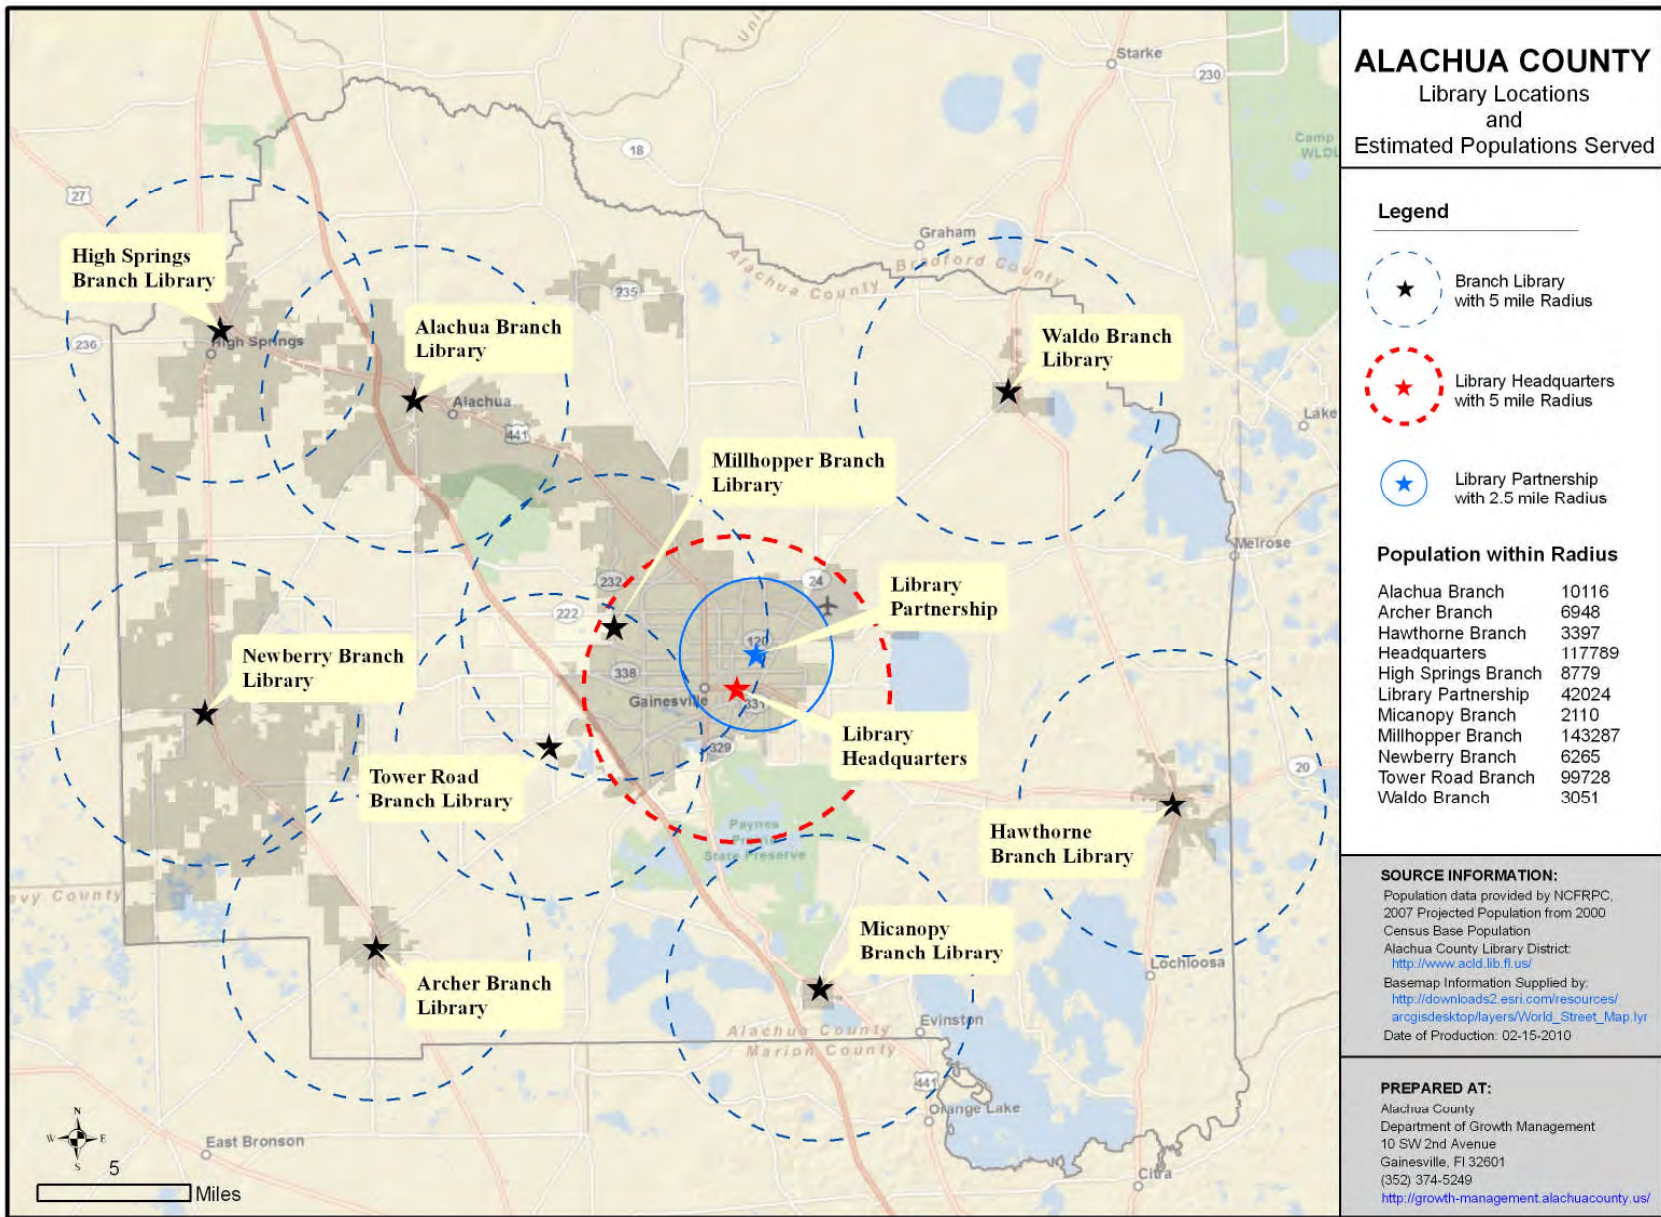 ALACHUA COUNTY
Library Locations
and
Estimated Populations Served
Legend
Branch Library
with 5 mile Radius
Library Headquarters
with 5 mile Radius
Library Partnership
with 2.5 mile Radius
Population within Radius
Alachua Branch 10116
Archer Branch 6948
Hawthorne Branch 3397
Headquarters 117789
High Springs Branch 8779
Library Partnership 42024
Micanopy Branch 2110
Millhopper Branch 143287
Newberry Branch 6265
Tower Road Branch 99728
Waldo Branch 3051
SOURCE INFORMATION:
Population data provided by NCFRPC,
2007 Projected Population from 2000
Census Base Population
Alachua County Library District:
http://www.acld.lib.fl.us/
Basemap Information Supplied by:
http://downloads2.esri.com/resources/
arcgisdesktop/layers/World_Street_Map.lyr
Date of Production: 02-15-2010
PREPARED AT:
Alachua County
Department of Growth Management
10 SW 2nd Avenue
Gainesville, Fl 32601
(352) 374-5249
http://growth-management.alachuacounty.us/
Starke
230
Camp
WLD
18
27
Graham
Alachua County
Bradford County
High Springs
Branch Library
235
236
High Springs
Alachua Branch
Library
Alachua
441
Waldo Branch
Library
Lake
Millhopper Branch
Library
Melrose
232
24
222
Library
Partnership
120
Newberry Branch
Library
338
Gainesville
331
329
Library
Headquarters
Tower Road
Branch Library
20
Hawthorne
Branch Library
Paynes
Prairie
State Preserve
evy County
Micanopy
Branch Library
Archer Branch
Library
Lochloosa
Evinston
Alachua County
Marion County
441
Orange Lake
East Bronson
Citra
N
W E
S
5
Miles